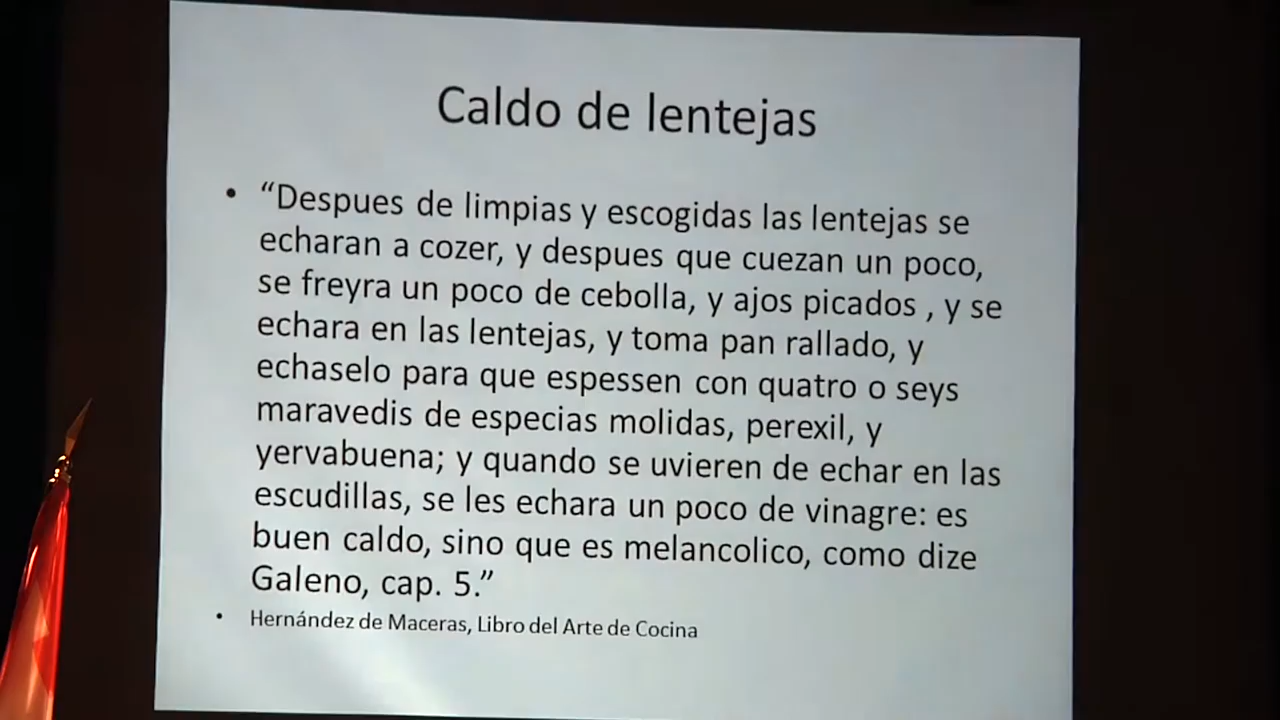 Caldo de lentejas
• “Despues de limpias y escogidas las lentejas se
echaran a cozer, y despues que cuezan un poco,
se freyra un poco de cebolla, y ajos picados , y se
echara en las lentejas, y toma pan rallado, y
echaselo para que espessen con quatro o seys
maravedis de especias molidas, perexil, y
yervabuena; y quando se uvieren de echar en las
escudillas, se les echara un poco de vinagre: es
buen caldo, sino que es melancolico, como dize
Galeno, cap. 5.”
• Hernández de Maceras, Libro del Arte de Cocina